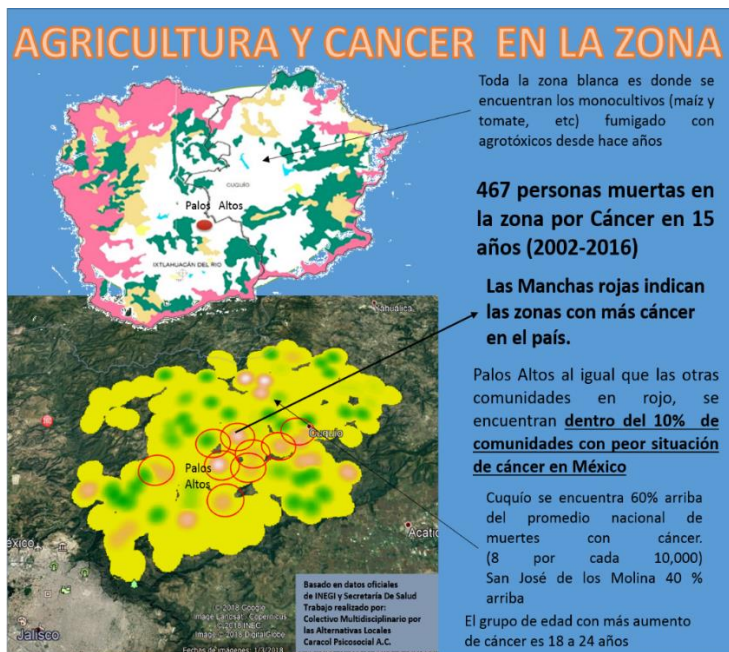 AGRICULTURA Y CANCER EN LA ZONA
Toda la zona blanca es donde se
encuentran los monocultivos (maíz y
tomate, etc) fumigado con
agrotóxicos desde hace años
CUQUÍO
Palos Altos
IXTLAHUACÁN DEL RIO
467 personas muertas en
la zona por Cáncer en 15
años (2002-2016)
Las Manchas rojas indican
las zonas con más cáncer
en el país.
Palos Altos al igual que las otras
comunidades en rojo, se
encuentran dentro del 10% de
comunidades con peor situación
de cáncer en México
Cuquío se encuentra 60% arriba
del promedio nacional de
muertes con cáncer.
(8 por cada 10,000)
San José de los Molina 40 %
arriba
El grupo de edad con más aumento
de cáncer es 18 a 24 años
Cuquío
Palos
Altos
Jalisco
Basado en datos oficiales
de INEGI y Secretaría De Salud
Trabajo realizado por:
Colectivo Multidisciplinario por
las Alternativas Locales
Caracol Psicosocial A.C.
© 2018 Google
Image Landsat / Copernicus
© 2018 INEGI
Image © 2018 DigitalGlobe
Fechas de imágenes: 1/3/2018